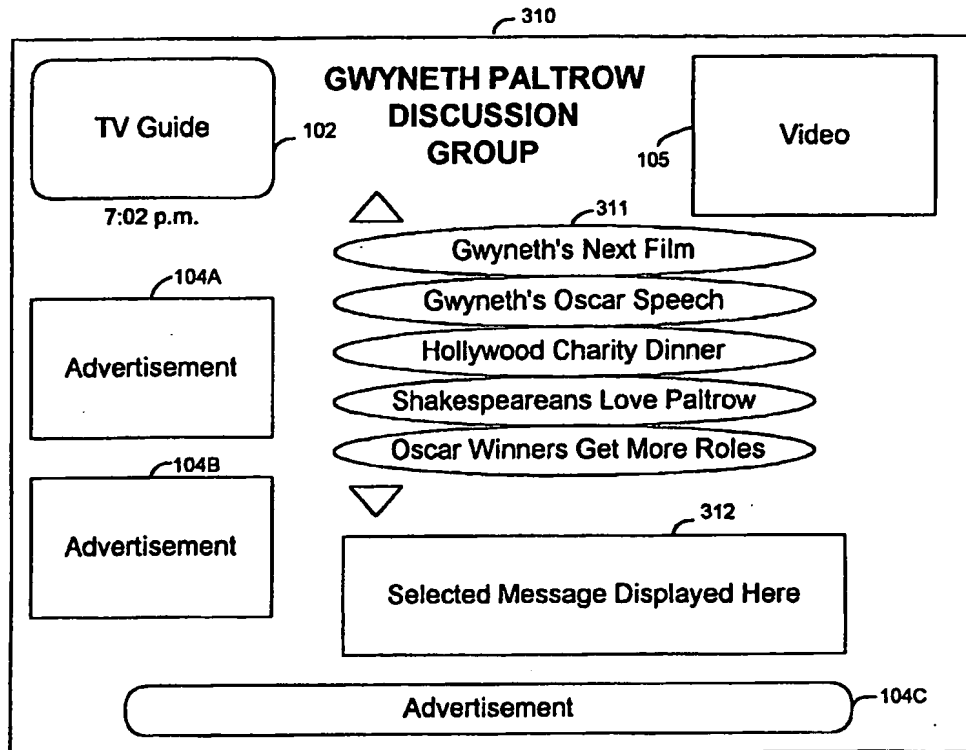 310
GWYNETH PALTROW
DISCUSSION
GROUP
TV Guide
102
105
Video
7:02 p.m.
311
Gwyneth's Next Film
Gwyneth's Oscar Speech
Hollywood Charity Dinner
Shakespeareans Love Paltrow
Oscar Winners Get More Roles
104A
Advertisement
104B
Advertisement
312
Selected Message Displayed Here
Advertisement
104C